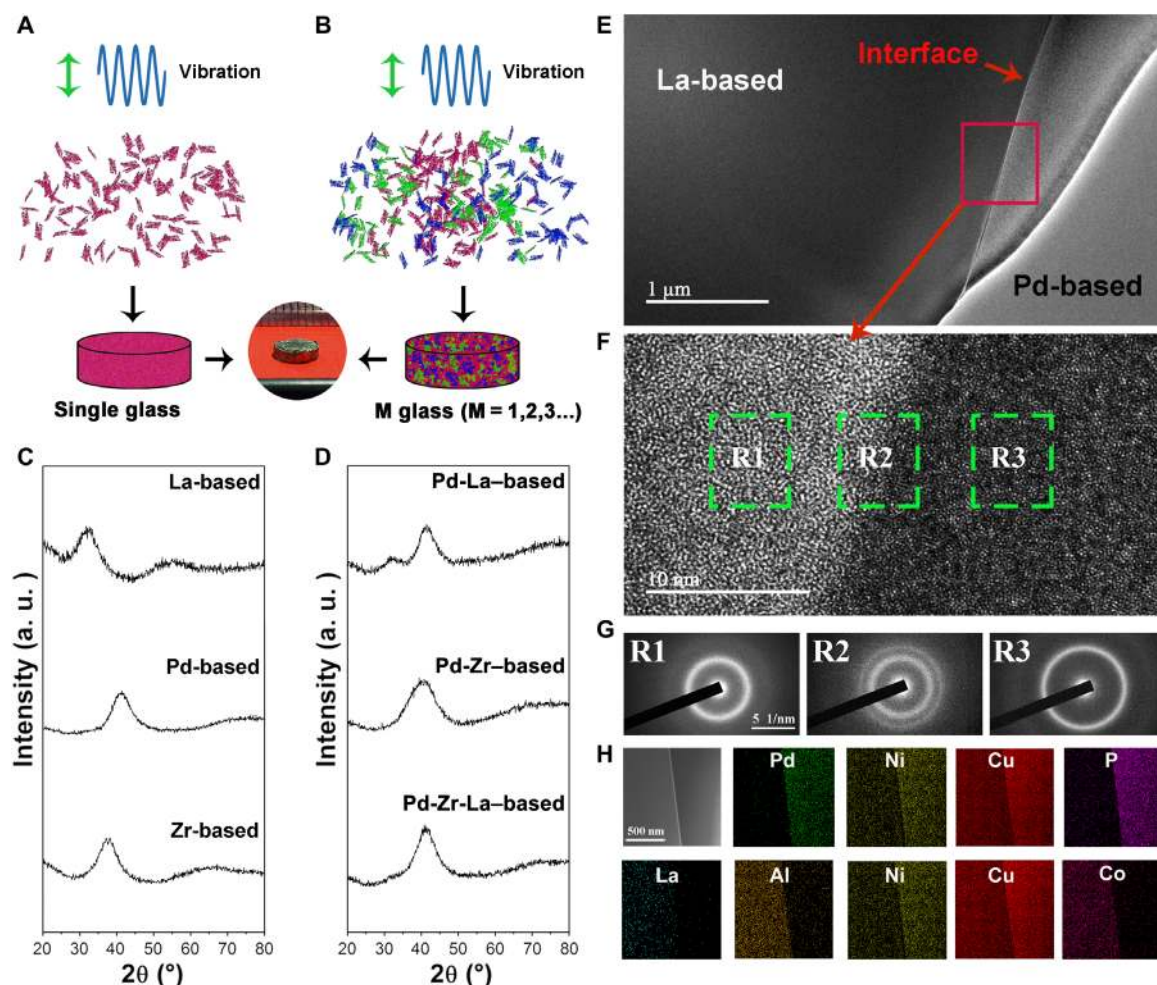 A
Vibration
B
Vibration
Single glass
M glass (M = 1,2,3...)
C
La-based
Pd-based
Zr-based
Intensity (a. u.)
20 30 40 50 60 70 80
2θ (°)
D
Pd-La–based
Pd-Zr–based
Pd-Zr-La–based
Intensity (a. u.)
20 30 40 50 60 70 80
2θ (°)
E
La-based
Interface
Pd-based
1 µm
F
R1 R2 R3
10 nm
G
R1 R2 R3
5 1/nm
H
500 nm
Pd Ni Cu P
La Al Ni Cu Co